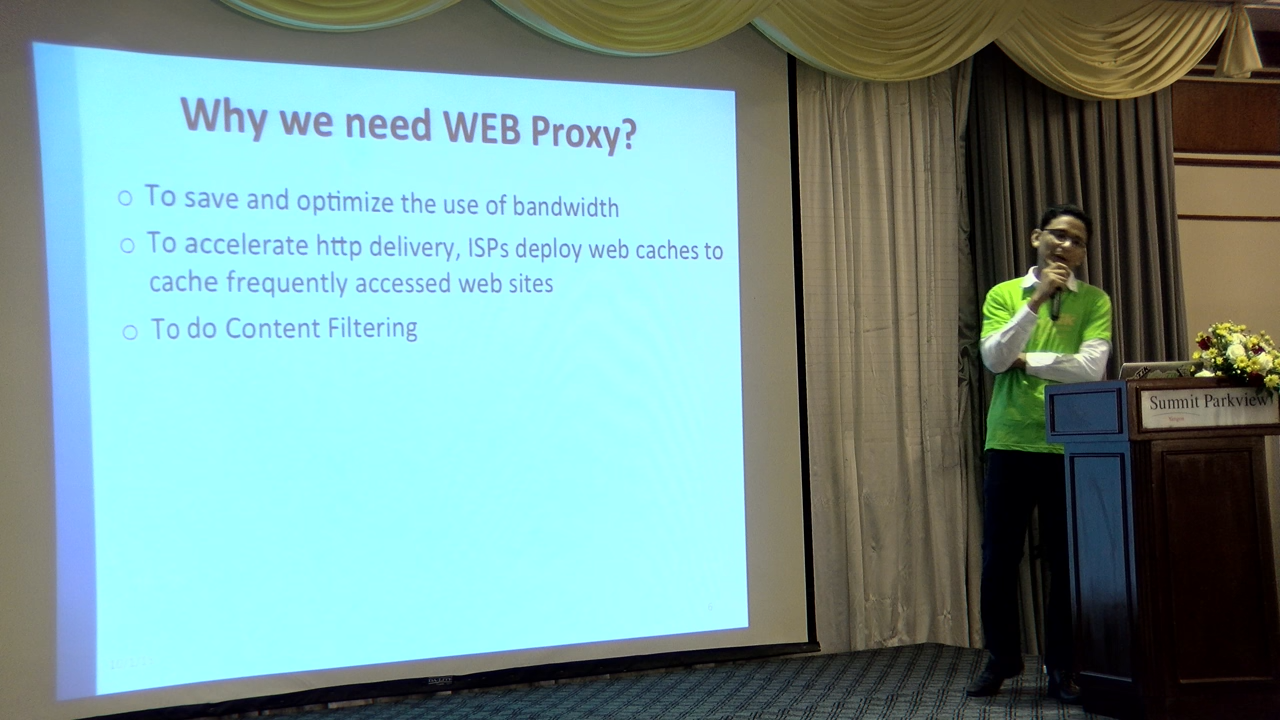 Why we need WEB Proxy?
To save and optimize the use of bandwidth
To accelerate http delivery, ISPs deploy web caches to
cache frequently accessed web sites
To do Content Filtering
Summit Parkview